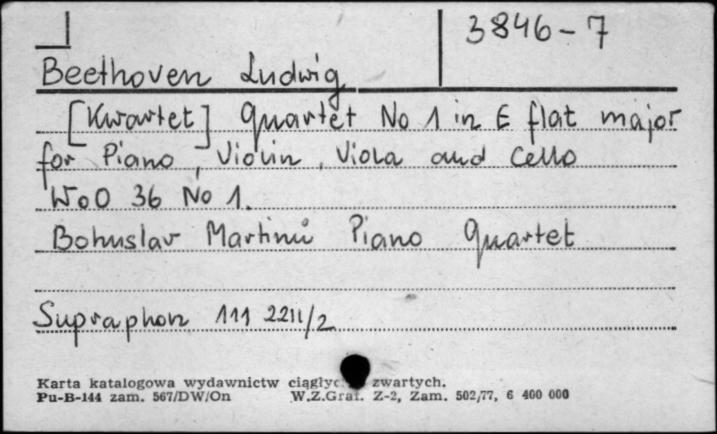 3846-7
Beethoven Ludwig
[Kwartet] Quartet No 1 in E flat major
for Piano, Violin, Viola and Cello
WoO 36 No 1.
Bohuslav Martinů Piano Quartet
Supraphon 111 2211/2
Karta katalogowa wydawnictw zwartych.
Pu-B-144 zam. 567/DW/On W.Z.Graf. Z-2, Zam. 502/77, 6 400 000